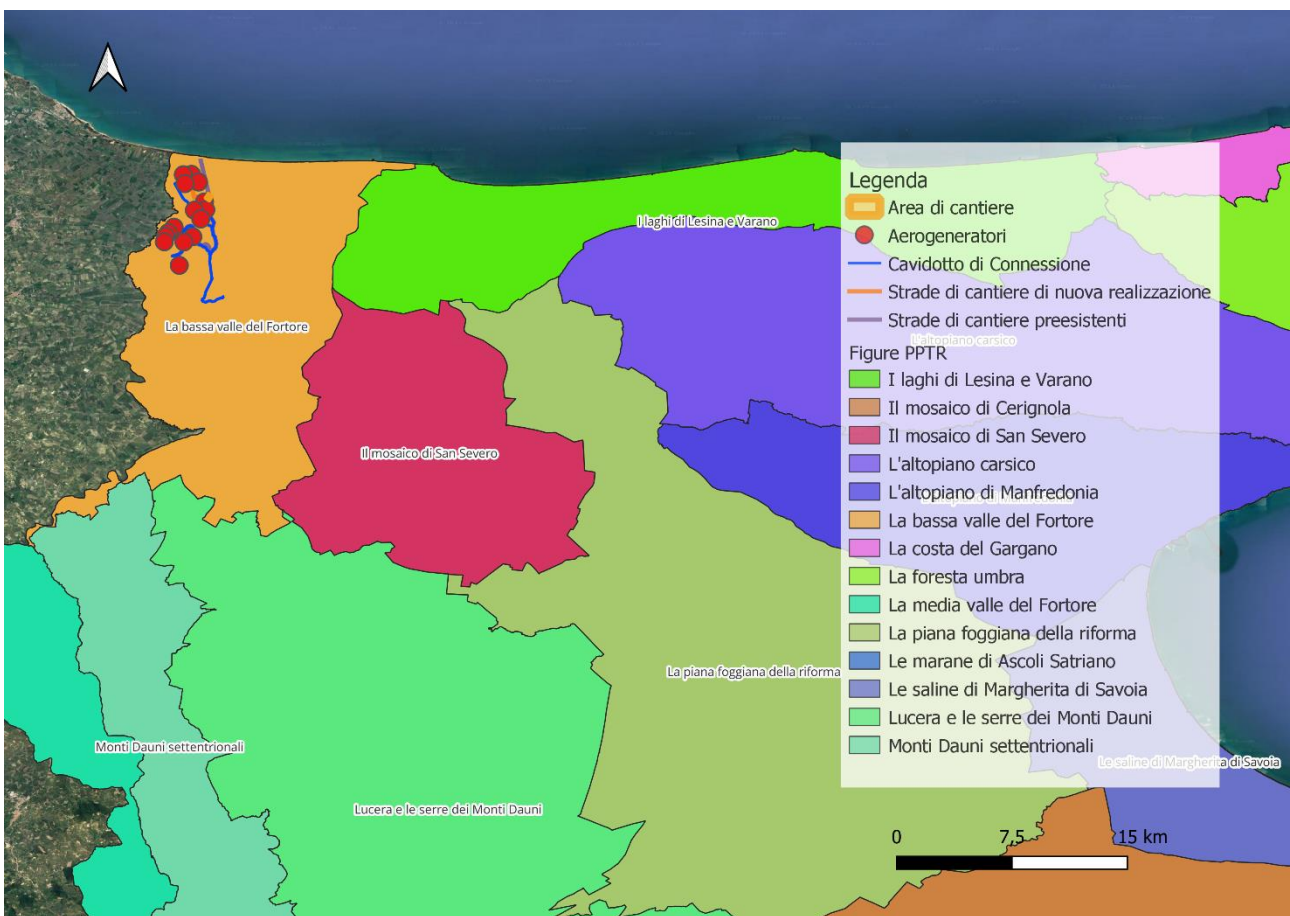 I laghi di Lesina e Varano
La bassa valle del Fortore
L'altopiano carsico
Il mosaico di San Severo
La piana foggiana della riforma
Monti Dauni settentrionali
Le saline di Margherita di Savoia
Lucera e le serre dei Monti Dauni
Legenda
Area di cantiere
Aerogeneratori
Cavidotto di Connessione
Strade di cantiere di nuova realizzazione
Strade di cantiere preesistenti
Figure PPTR
I laghi di Lesina e Varano
Il mosaico di Cerignola
Il mosaico di San Severo
L'altopiano carsico
L'altopiano di Manfredonia
La bassa valle del Fortore
La costa del Gargano
La foresta umbra
La media valle del Fortore
La piana foggiana della riforma
Le marane di Ascoli Satriano
Le saline di Margherita di Savoia
Lucera e le serre dei Monti Dauni
Monti Dauni settentrionali
0 7,5 15 km